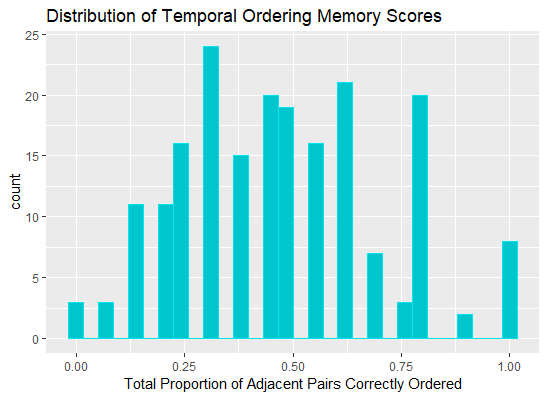 Distribution of Temporal Ordering Memory Scores
25
20
15
10
5
0
count
0.00 0.25 0.50 0.75 1.00
Total Proportion of Adjacent Pairs Correctly Ordered